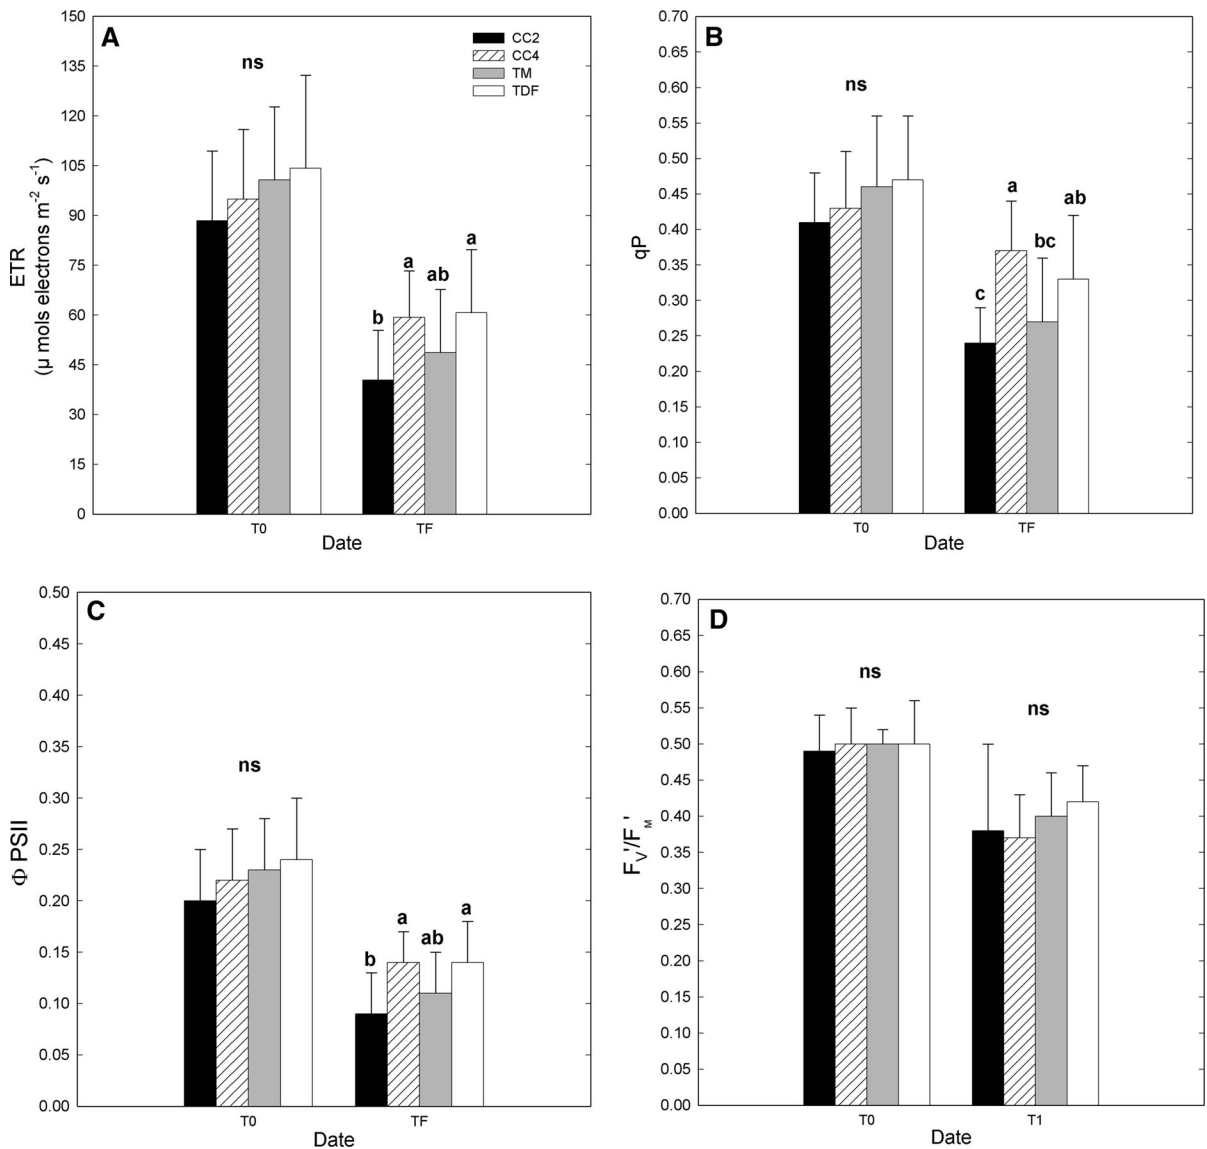 A
CC2
CC4
TM
TDF
ns
b
a
ab
a
150
135
120
105
90
75
60
45
30
15
0
ETR
(µ mols electrons m⁻² s⁻¹)
T0 TF
Date
B
ns
c
a
bc
ab
0.70
0.65
0.60
0.55
0.50
0.45
0.40
0.35
0.30
0.25
0.20
0.15
0.10
0.05
0.00
qP
T0 TF
Date
C
ns
b
a
ab
a
0.50
0.45
0.40
0.35
0.30
0.25
0.20
0.15
0.10
0.05
0.00
Φ PSII
T0 TF
Date
D
ns
ns
0.70
0.65
0.60
0.55
0.50
0.45
0.40
0.35
0.30
0.25
0.20
0.15
0.10
0.05
0.00
Fᵥ'/Fᴍ'
T0 T1
Date